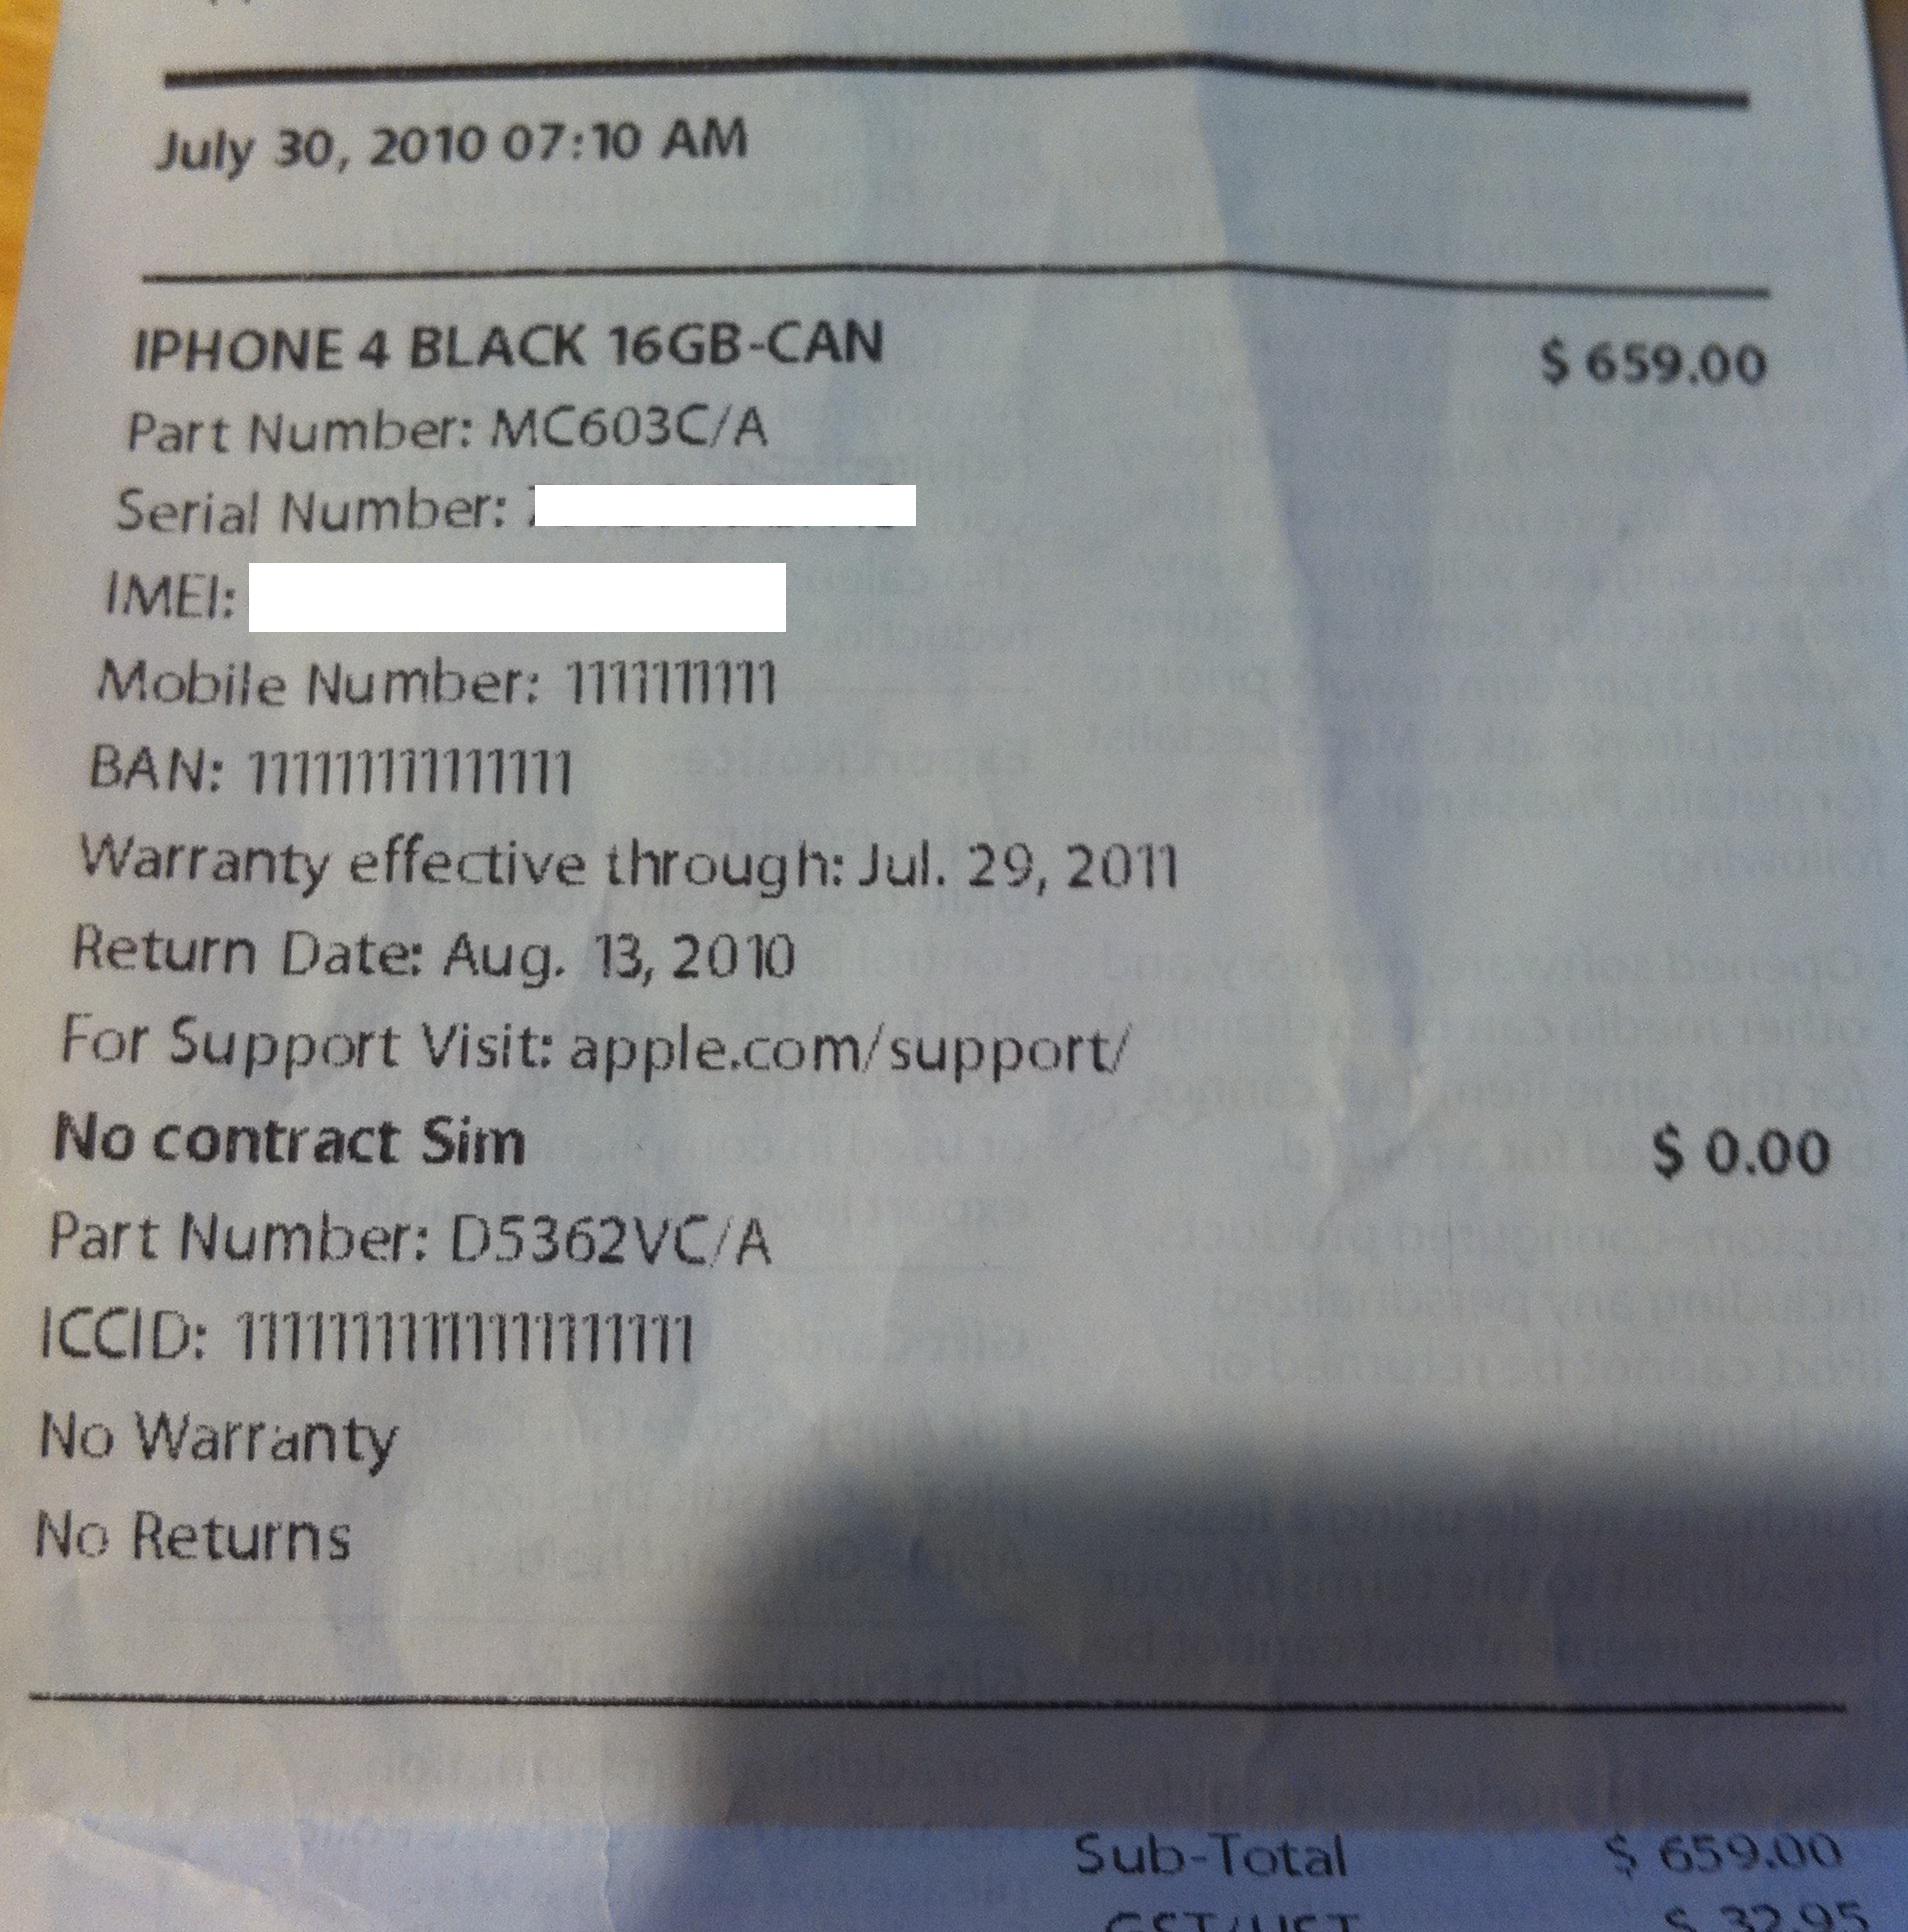 July 30, 2010 07:10 AM
IPHONE 4 BLACK 16GB-CAN $ 659.00
Part Number: MC603C/A
Serial Number:
IMEI:
Mobile Number: 1111111111
BAN: 111111111111111
Warranty effective through: Jul. 29, 2011
Return Date: Aug. 13, 2010
For Support Visit: apple.com/support/
No contract Sim $ 0.00
Part Number: D5362VC/A
ICCID: 11111111111111111111
No Warranty
No Returns
Sub-Total $ 659.00
GST/HST $ 32.95